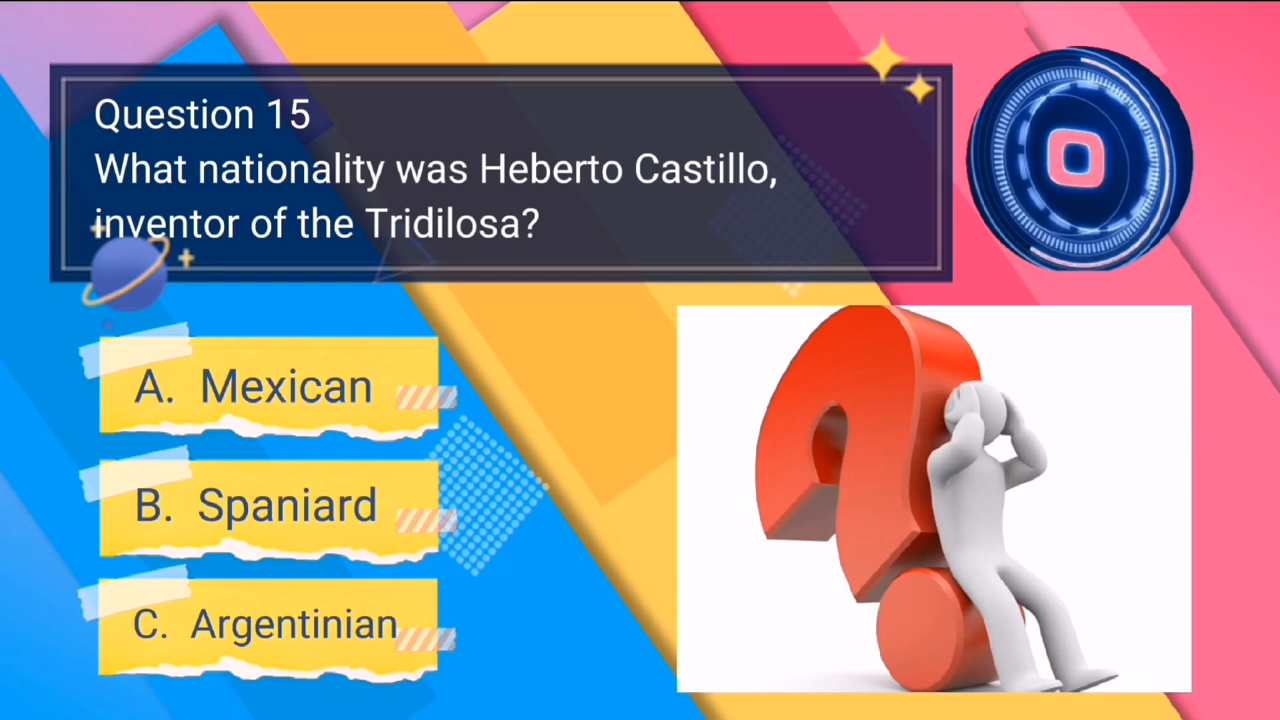 Question 15
What nationality was Heberto Castillo,
inventor of the Tridilosa?
A. Mexican
B. Spaniard
C. Argentinian